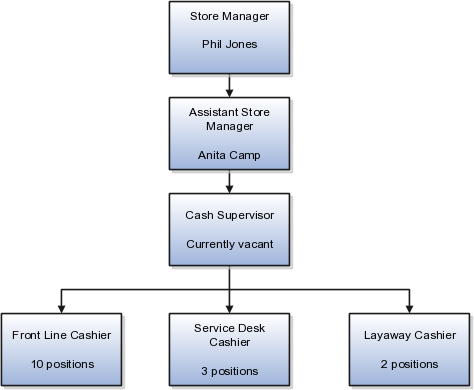 Store Manager
Phil Jones
Assistant Store
Manager
Anita Camp
Cash Supervisor
Currently vacant
Front Line Cashier
10 positions
Service Desk
Cashier
3 positions
Layaway Cashier
2 positions